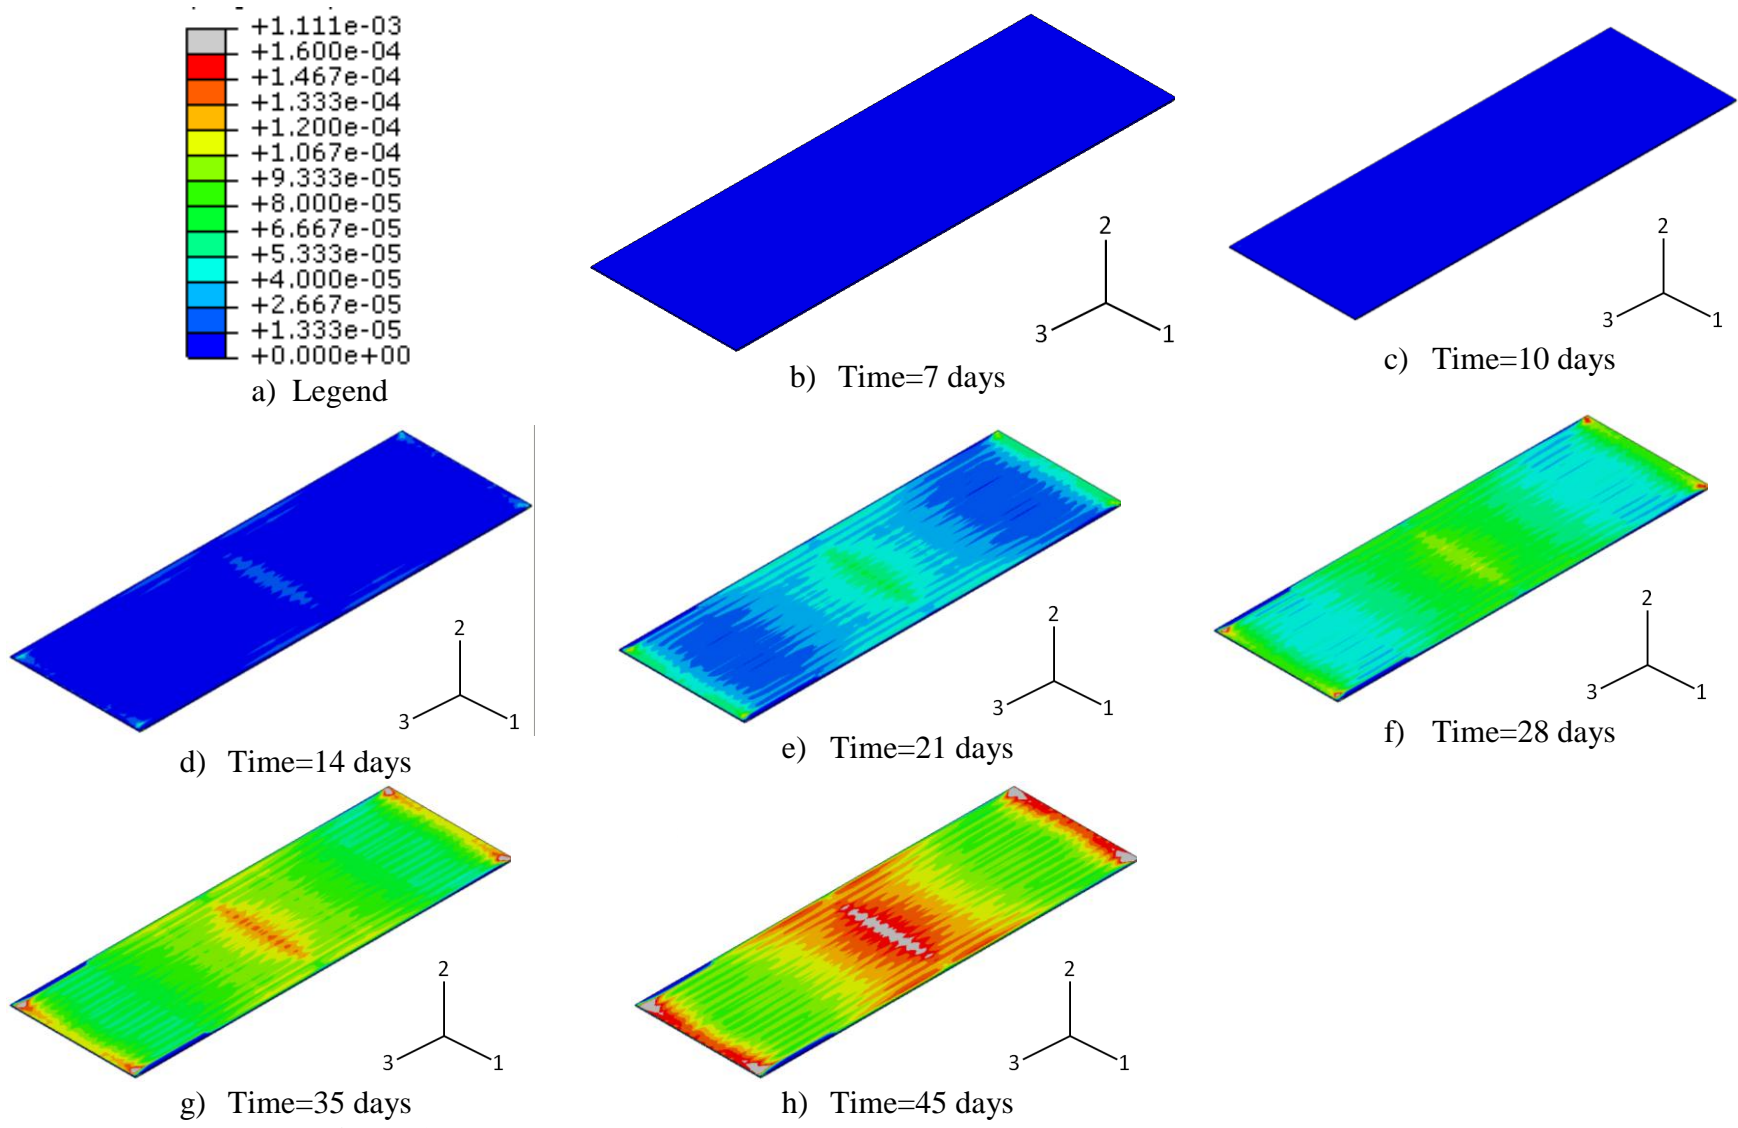 +1.111e-03
+1.600e-04
+1.467e-04
+1.333e-04
+1.200e-04
+1.067e-04
+9.333e-05
+8.000e-05
+6.667e-05
+5.333e-05
+4.000e-05
+2.667e-05
+1.333e-05
+0.000e+00
a) Legend
2
3
1
b) Time=7 days
2
3
1
c) Time=10 days
2
3
1
d) Time=14 days
2
3
1
e) Time=21 days
2
3
1
f) Time=28 days
2
3
1
g) Time=35 days
2
3
1
h) Time=45 days